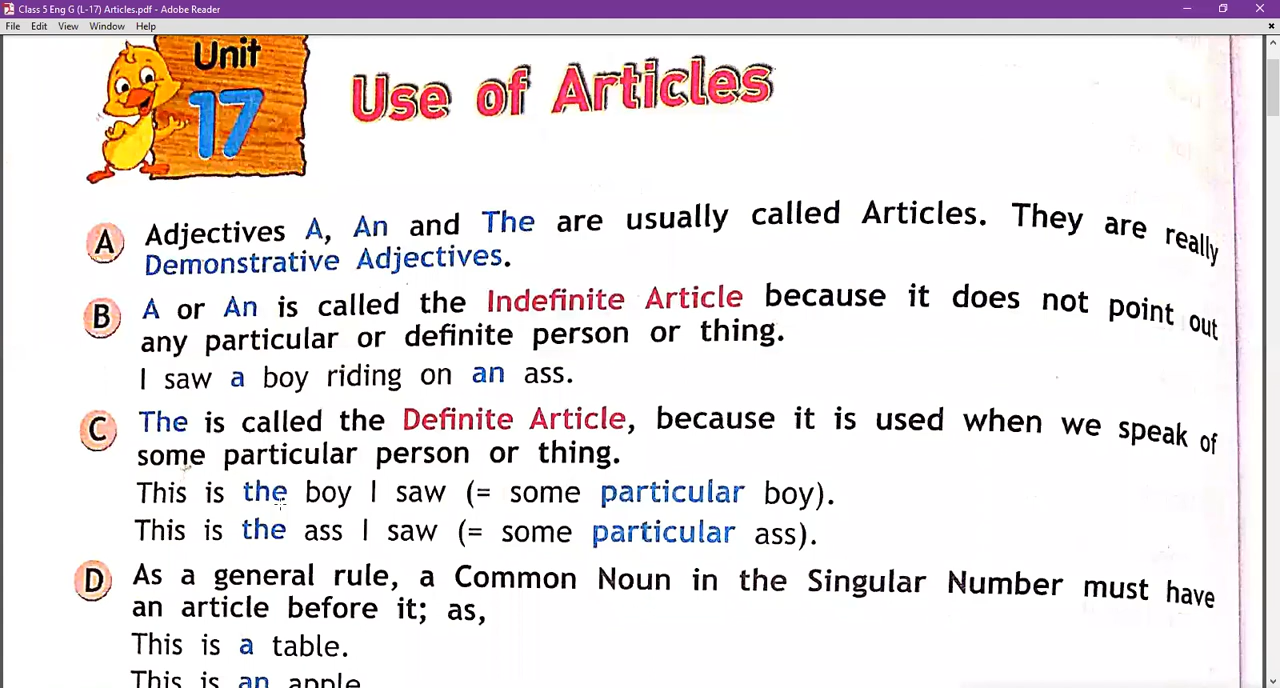 Class 5 Eng G (L-17) Articles.pdf - Adobe Reader
File Edit View Window Help
Unit
17
Use of Articles
A Adjectives A, An and The are usually called Articles. They are really
Demonstrative Adjectives.
B A or An is called the Indefinite Article because it does not point out
any particular or definite person or thing.
I saw a boy riding on an ass.
C The is called the Definite Article, because it is used when we speak of
some particular person or thing.
This is the boy I saw (= some particular boy).
This is the ass I saw (= some particular ass).
D As a general rule, a Common Noun in the Singular Number must have
an article before it; as,
This is a table.
This is an apple